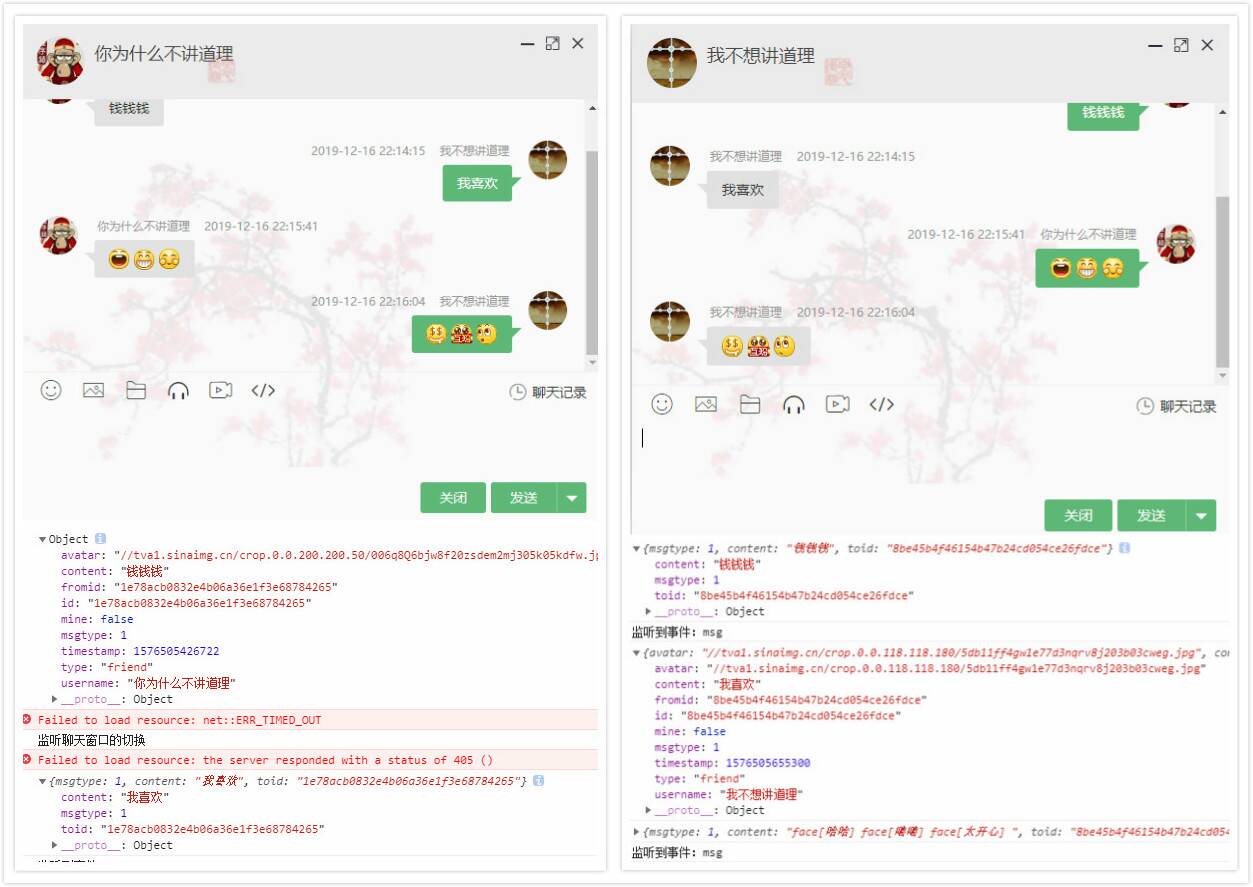 你为什么不讲道理
钱钱钱
2019-12-16 22:14:15 我不想讲道理
我喜欢
你为什么不讲道理 2019-12-16 22:15:41
2019-12-16 22:16:04 我不想讲道理
聊天记录
关闭 发送
Object
avatar: "//tva1.sinaimg.cn/crop.0.0.200.200.50/006q8Q6bjw8f20zsdem2mj305k05kdfw.jp
content: "钱钱钱"
fromid: "1e78acb0832e4b06a36e1f3e68784265"
id: "1e78acb0832e4b06a36e1f3e68784265"
mine: false
msgtype: 1
timestamp: 1576505426722
type: "friend"
username: "你为什么不讲道理"
__proto__: Object
Failed to load resource: net::ERR_TIMED_OUT
监听聊天窗口的切换
Failed to load resource: the server responded with a status of 405 ()
{msgtype: 1, content: "我喜欢", toid: "1e78acb0832e4b06a36e1f3e68784265"}
content: "我喜欢"
msgtype: 1
toid: "1e78acb0832e4b06a36e1f3e68784265"
__proto__: Object
我不想讲道理
钱钱钱
我不想讲道理 2019-12-16 22:14:15
我喜欢
2019-12-16 22:15:41 你为什么不讲道理
我不想讲道理 2019-12-16 22:16:04
聊天记录
关闭 发送
{msgtype: 1, content: "钱钱钱", toid: "8be45b4f46154b47b24cd054ce26fdce"}
content: "钱钱钱"
msgtype: 1
toid: "8be45b4f46154b47b24cd054ce26fdce"
__proto__: Object
监听到事件: msg
{avatar: "//tva1.sinaimg.cn/crop.0.0.118.118.180/5db11ff4gw1e77d3nqrv8j203b03cweg.jpg", con
avatar: "//tva1.sinaimg.cn/crop.0.0.118.118.180/5db11ff4gw1e77d3nqrv8j203b03cweg.jpg"
content: "我喜欢"
fromid: "8be45b4f46154b47b24cd054ce26fdce"
id: "8be45b4f46154b47b24cd054ce26fdce"
mine: false
msgtype: 1
timestamp: 1576505655300
type: "friend"
username: "我不想讲道理"
__proto__: Object
{msgtype: 1, content: "face[哈哈] face[嘻嘻] face[太开心] ", toid: "8be45b4f46154b47b24cd054
监听到事件: msg